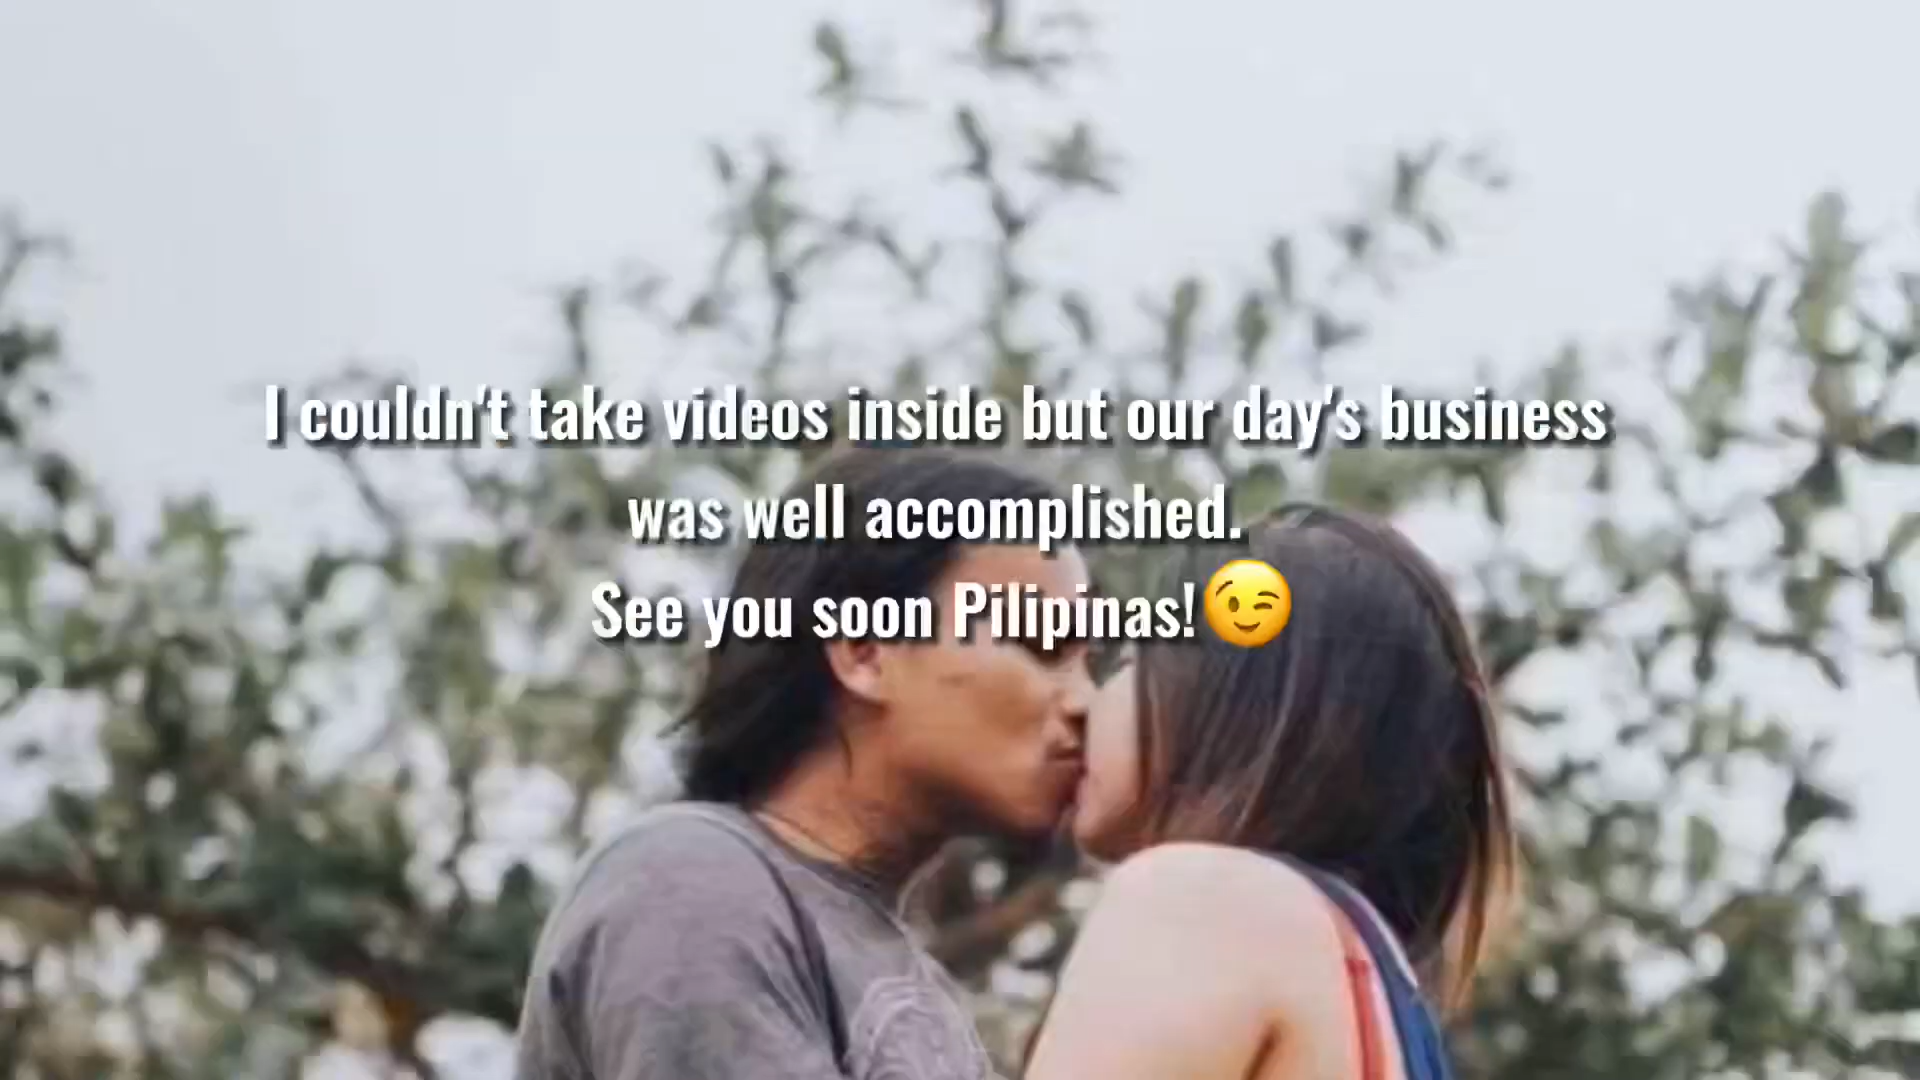 I couldn't take videos inside but our day's business
was well accomplished.
See you soon Pilipinas!😉